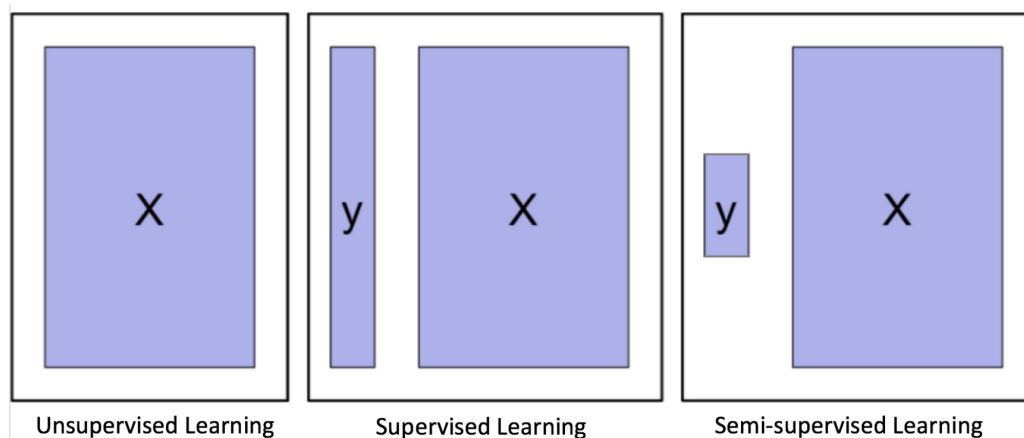 X
Unsupervised Learning
y
X
Supervised Learning
y
X
Semi-supervised Learning